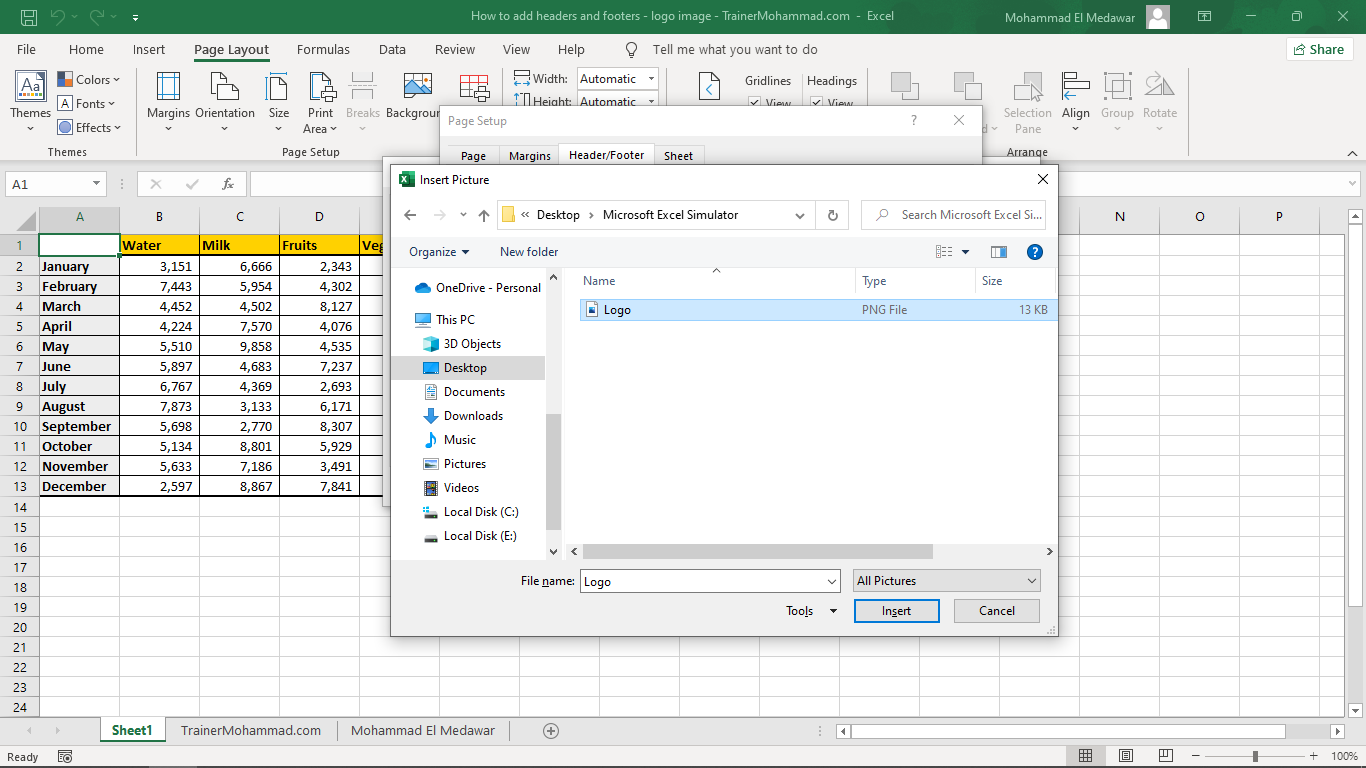 How to add headers and footers - logo image - TrainerMohammad.com - Excel
Mohammad El Medawar
File Home Insert Page Layout Formulas Data Review View Help Tell me what you want to do Share
Themes Colors Fonts Effects
Margins Orientation Size Print Area Breaks Backgroun
Width: Automatic
Height: Automatic
Gridlines View
Headings View
d Selection Pane Align Group Rotate
Themes Page Setup Arrange
Page Setup ?
Page Margins Header/Footer Sheet
A1 fx
Insert Picture
« Desktop › Microsoft Excel Simulator
Search Microsoft Excel Si...
Organize New folder ?
OneDrive - Personal
This PC
3D Objects
Desktop
Documents
Downloads
Music
Pictures
Videos
Local Disk (C:)
Local Disk (E:)
Name Type Size
Logo PNG File 13 KB
File name: Logo All Pictures
Tools Insert Cancel
A B C D N O P
1 Water Milk Fruits Veg
2 January 3,151 6,666 2,343
3 February 7,443 5,954 4,302
4 March 4,452 4,502 8,127
5 April 4,224 7,570 4,076
6 May 5,510 9,858 4,535
7 June 5,897 4,683 7,237
8 July 6,767 4,369 2,693
9 August 7,873 3,133 6,171
10 September 5,698 2,770 8,307
11 October 5,134 8,801 5,929
12 November 5,633 7,186 3,491
13 December 2,597 8,867 7,841
14
15
16
17
18
19
20
21
22
23
24
Sheet1 TrainerMohammad.com Mohammad El Medawar
Ready 100%